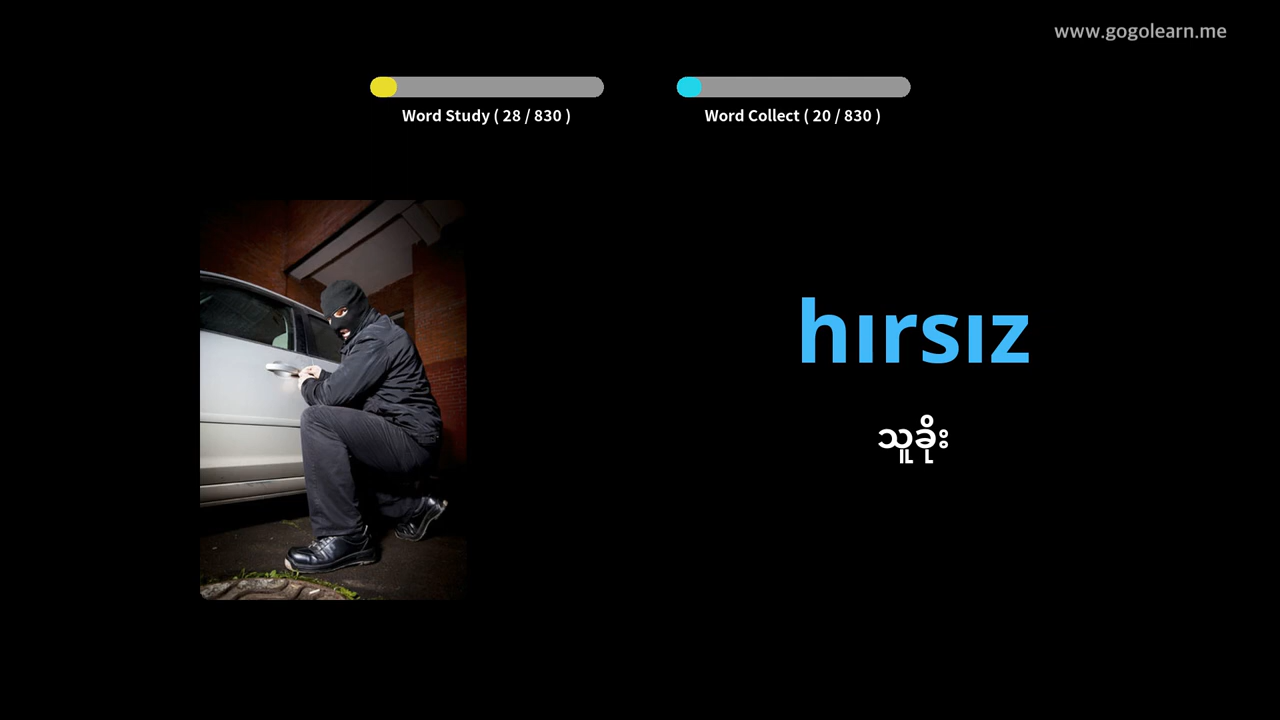 www.gogolearn.me
Word Study ( 28 / 830 )
Word Collect ( 20 / 830 )
hırsız
သူခိုး